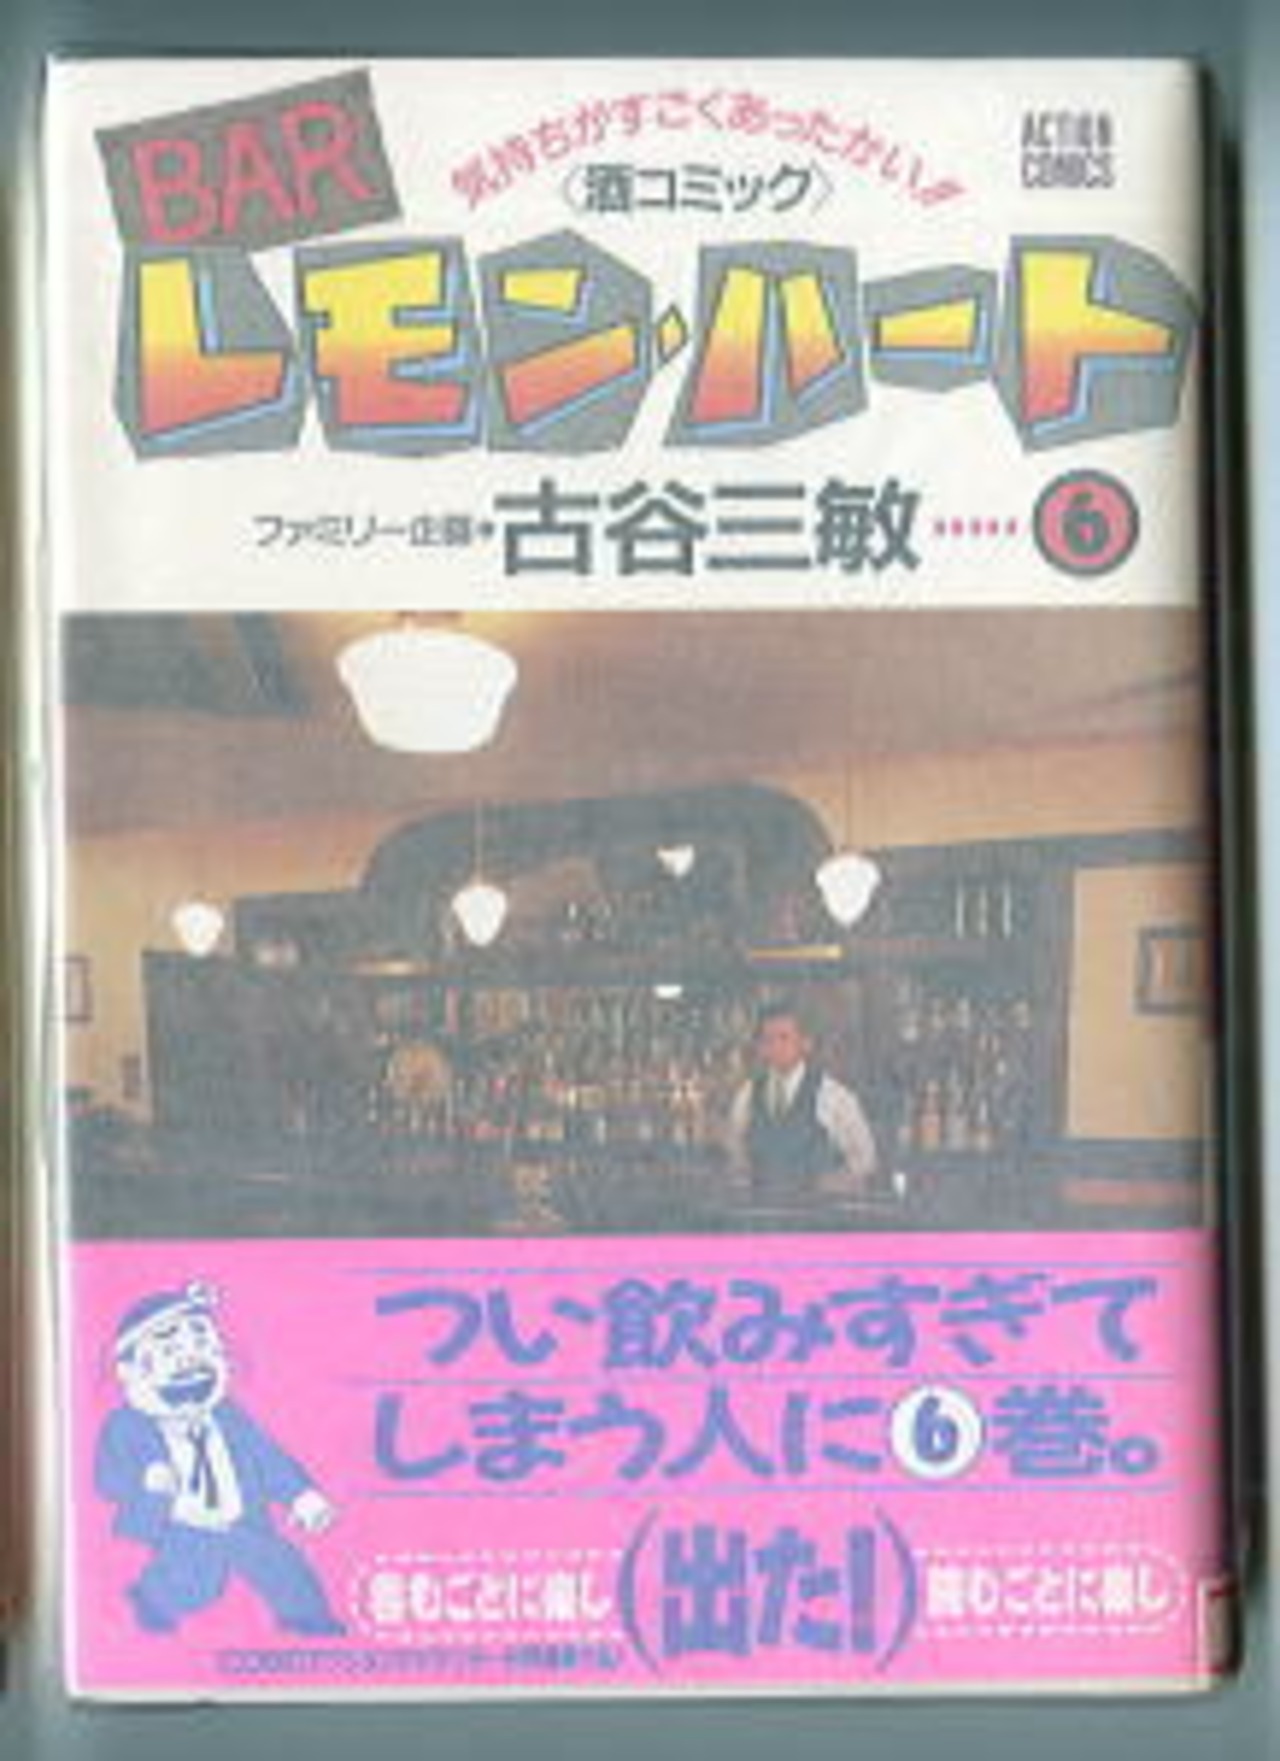 BAR
気持ちがすごくあったかい!!
〈酒コミック〉
ACTION
COMICS
レモン・ハート
ファミリー企画・古谷三敏……6
つい飲みすぎて
しまう人に6巻。
呑むごとに楽し(出た!)読むごとに楽し